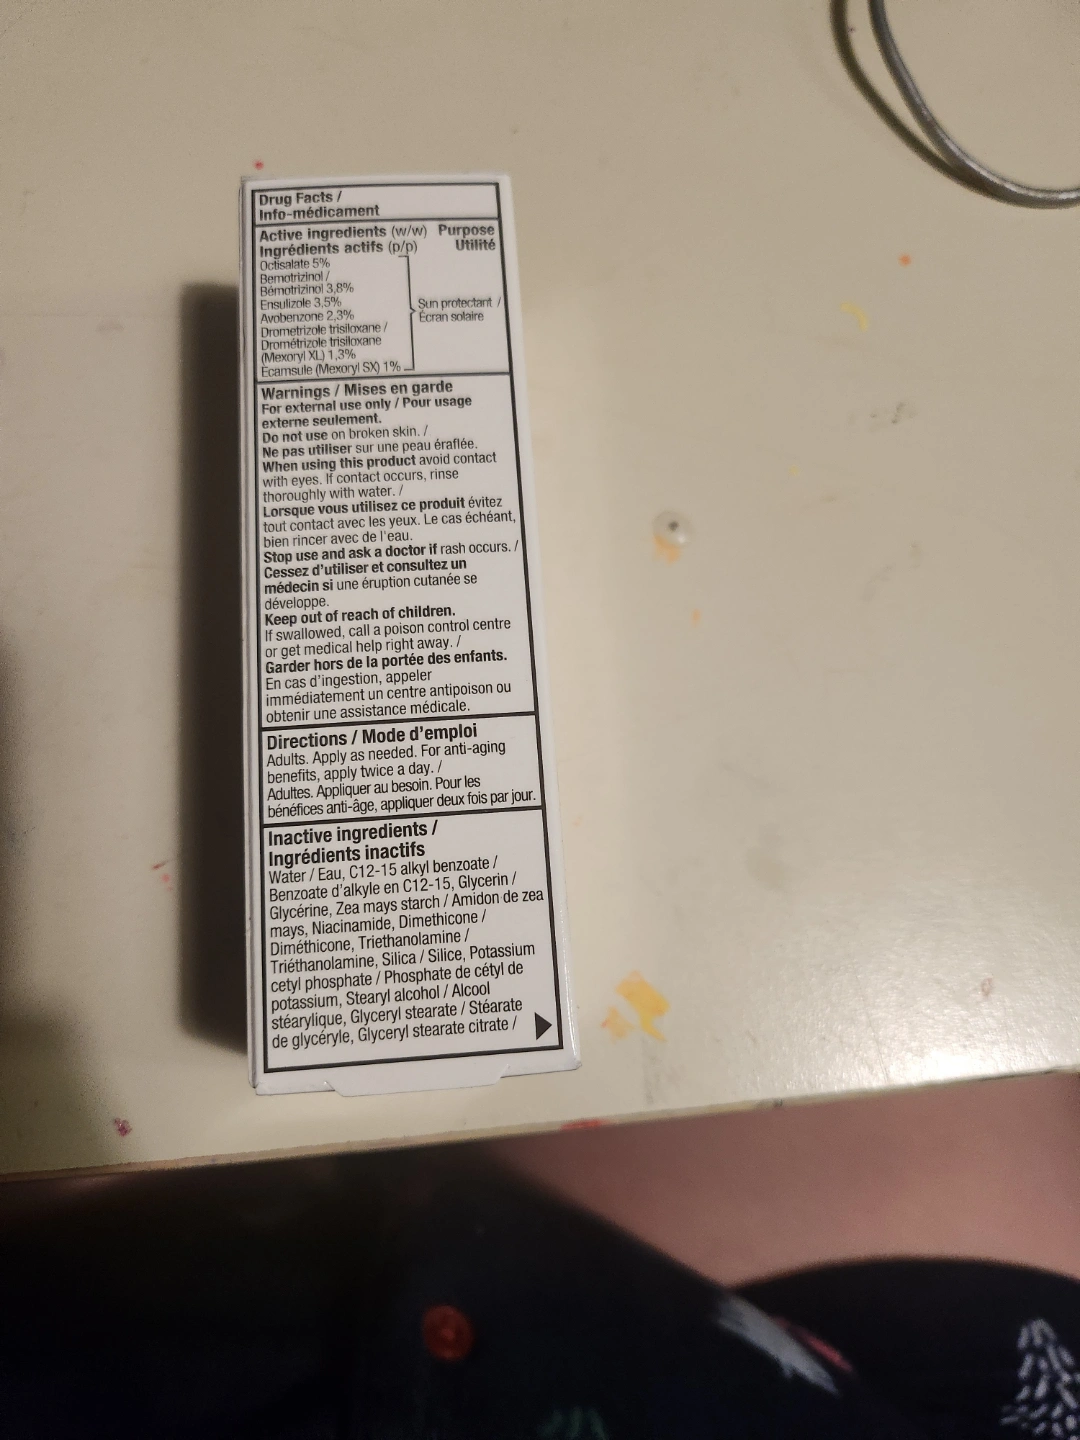 Drug Facts /
Info-médicament
Active ingredients (w/w) Purpose
Ingrédients actifs (p/p) Utilité
Octisalate 5%
Bemotrizinol /
Bémotrizinol 3,8%
Ensulizole 3,5%
Avobenzone 2,3%
Drometrizole trisiloxane /
Drométrizole trisiloxane
(Mexoryl XL) 1,3%
Ecamsule (Mexoryl SX) 1%
Sun protectant /
Écran solaire
Warnings / Mises en garde
For external use only / Pour usage
externe seulement.
Do not use on broken skin. /
Ne pas utiliser sur une peau éraflée.
When using this product avoid contact
with eyes. If contact occurs, rinse
thoroughly with water. /
Lorsque vous utilisez ce produit évitez
tout contact avec les yeux. Le cas échéant,
bien rincer avec de l'eau.
Stop use and ask a doctor if rash occurs. /
Cessez d'utiliser et consultez un
médecin si une éruption cutanée se
développe.
Keep out of reach of children.
If swallowed, call a poison control centre
or get medical help right away. /
Garder hors de la portée des enfants.
En cas d'ingestion, appeler
immédiatement un centre antipoison ou
obtenir une assistance médicale.
Directions / Mode d'emploi
Adults. Apply as needed. For anti-aging
benefits, apply twice a day. /
Adultes. Appliquer au besoin. Pour les
bénéfices anti-âge, appliquer deux fois par jour.
Inactive ingredients /
Ingrédients inactifs
Water / Eau, C12-15 alkyl benzoate /
Benzoate d'alkyle en C12-15, Glycerin /
Glycérine, Zea mays starch / Amidon de zea
mays, Niacinamide, Dimethicone /
Diméthicone, Triethanolamine /
Triéthanolamine, Silica / Silice, Potassium
cetyl phosphate / Phosphate de cétyl de
potassium, Stearyl alcohol / Alcool
stéarylique, Glyceryl stearate / Stéarate
de glycéryle, Glyceryl stearate citrate /